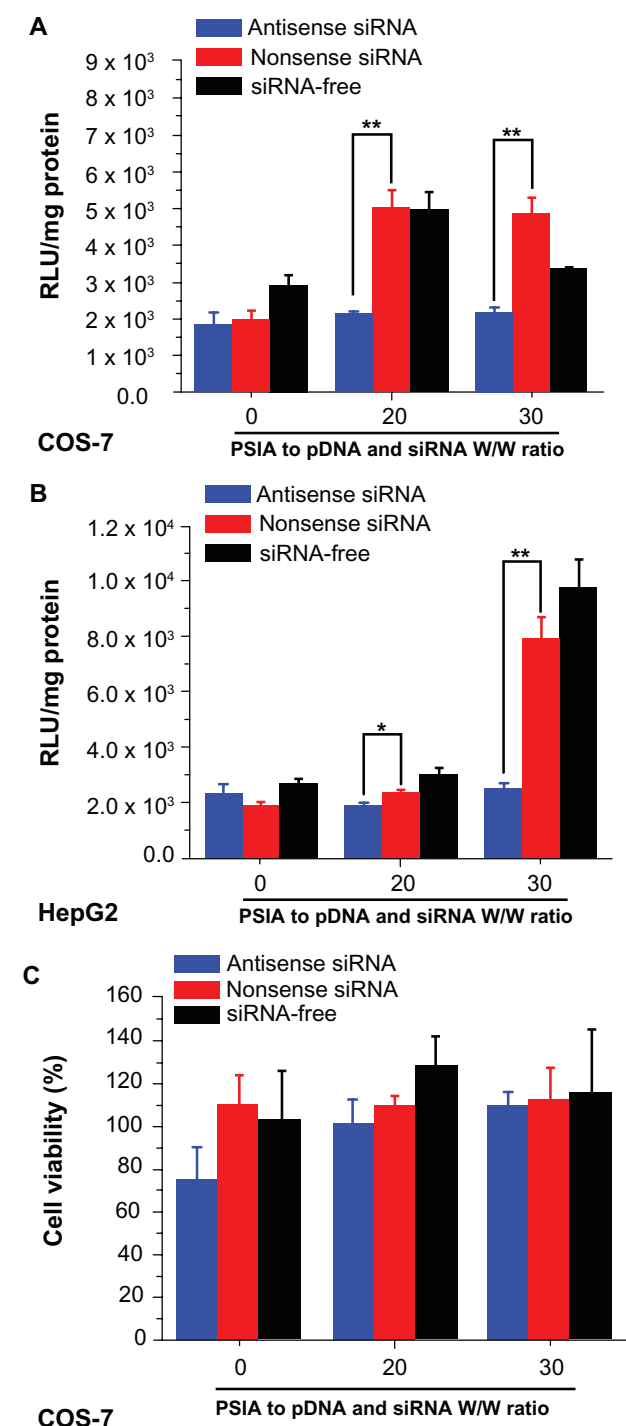 A
Antisense siRNA
Nonsense siRNA
siRNA-free
RLU/mg protein
9 x 10³
8 x 10³
7 x 10³
6 x 10³
5 x 10³
4 x 10³
3 x 10³
2 x 10³
1 x 10³
0.0
**
**
0 20 30
COS-7
PSIA to pDNA and siRNA W/W ratio
B
Antisense siRNA
Nonsense siRNA
siRNA-free
RLU/mg protein
1.2 x 10⁴
1.0 x 10⁴
8.0 x 10³
6.0 x 10³
4.0 x 10³
2.0 x 10³
0.0
*
**
0 20 30
HepG2
PSIA to pDNA and siRNA W/W ratio
C
Antisense siRNA
Nonsense siRNA
siRNA-free
Cell viability (%)
160
140
120
100
80
60
40
20
0
0 20 30
COS-7
PSIA to pDNA and siRNA W/W ratio